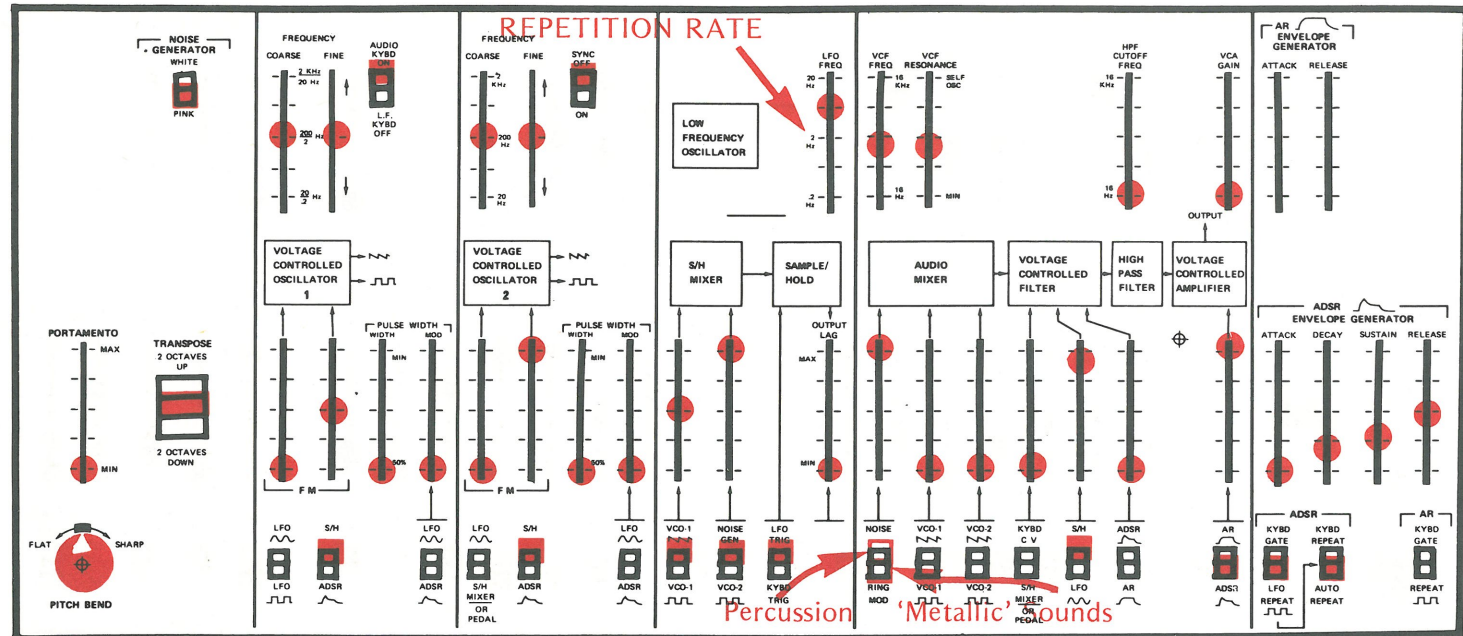 REPETITION RATE
NOISE
GENERATOR
WHITE
PINK
PORTAMENTO
MAX
MIN
TRANSPOSE
2 OCTAVES
UP
2 OCTAVES
DOWN
FLAT
SHARP
PITCH BEND
FREQUENCY
COARSE
FINE
2 KHz
20 Hz
200
2
Hz
20
.2
Hz
AUDIO
KYBD
ON
L.F.
KYBD
OFF
VOLTAGE
CONTROLLED
OSCILLATOR
1
PULSE WIDTH
WIDTH
MOD
MIN
50%
FM
LFO
S/H
LFO
LFO
ADSR
ADSR
FREQUENCY
COARSE
FINE
2
KHz
200
Hz
20
Hz
SYNC
OFF
ON
VOLTAGE
CONTROLLED
OSCILLATOR
2
PULSE WIDTH
WIDTH
MOD
MIN
50%
FM
LFO
S/H
LFO
S/H
MIXER
OR
PEDAL
ADSR
ADSR
LOW
FREQUENCY
OSCILLATOR
LFO
FREQ
20
Hz
2
Hz
.2
Hz
S/H
MIXER
SAMPLE/
HOLD
OUTPUT
LAG
MAX
MIN
VCO-1
NOISE
GEN
LFO
TRIG
VCO-1
VCO-2
KYBD
TRIG
VCF
FREQ
VCF
RESONANCE
16
KHz
SELF
OSC
16
Hz
MIN
HPF
CUTOFF
FREQ
16
KHz
16
Hz
VCA
GAIN
OUTPUT
AUDIO
MIXER
VOLTAGE
CONTROLLED
FILTER
HIGH
PASS
FILTER
VOLTAGE
CONTROLLED
AMPLIFIER
NOISE
VCO-1
VCO-2
KYBD
C V
S/H
ADSR
AR
RING
MOD
VCO-1
VCO-2
S/H
MIXER
OR
PEDAL
LFO
AR
ADSR
Percussion
'Metallic' Sounds
AR
ENVELOPE
GENERATOR
ATTACK
RELEASE
ADSR
ENVELOPE GENERATOR
ATTACK
DECAY
SUSTAIN
RELEASE
ADSR
KYBD
GATE
KYBD
REPEAT
LFO
REPEAT
AUTO
REPEAT
AR
KYBD
GATE
AUTO
REPEAT